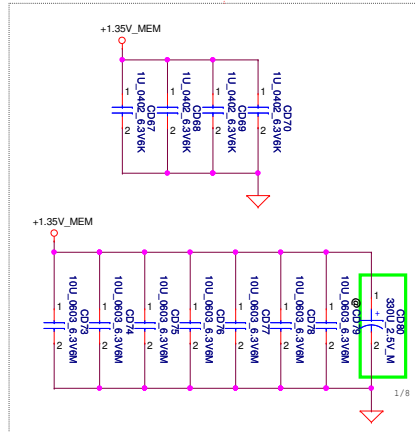 +1.35V_MEM
1
2
1U_0402_6.3V6K
CD67
1
2
1U_0402_6.3V6K
CD68
1
2
1U_0402_6.3V6K
CD69
1
2
1U_0402_6.3V6K
CD70
+1.35V_MEM
1
2
10U_0603_6.3V6M
CD73
1
2
10U_0603_6.3V6M
CD74
1
2
10U_0603_6.3V6M
CD75
1
2
10U_0603_6.3V6M
CD76
1
2
10U_0603_6.3V6M
CD77
1
2
10U_0603_6.3V6M
CD78
1
2
10U_0603_6.3V6M
@CD79
1
+
2
330U_2.5V_M
CD80
1/8